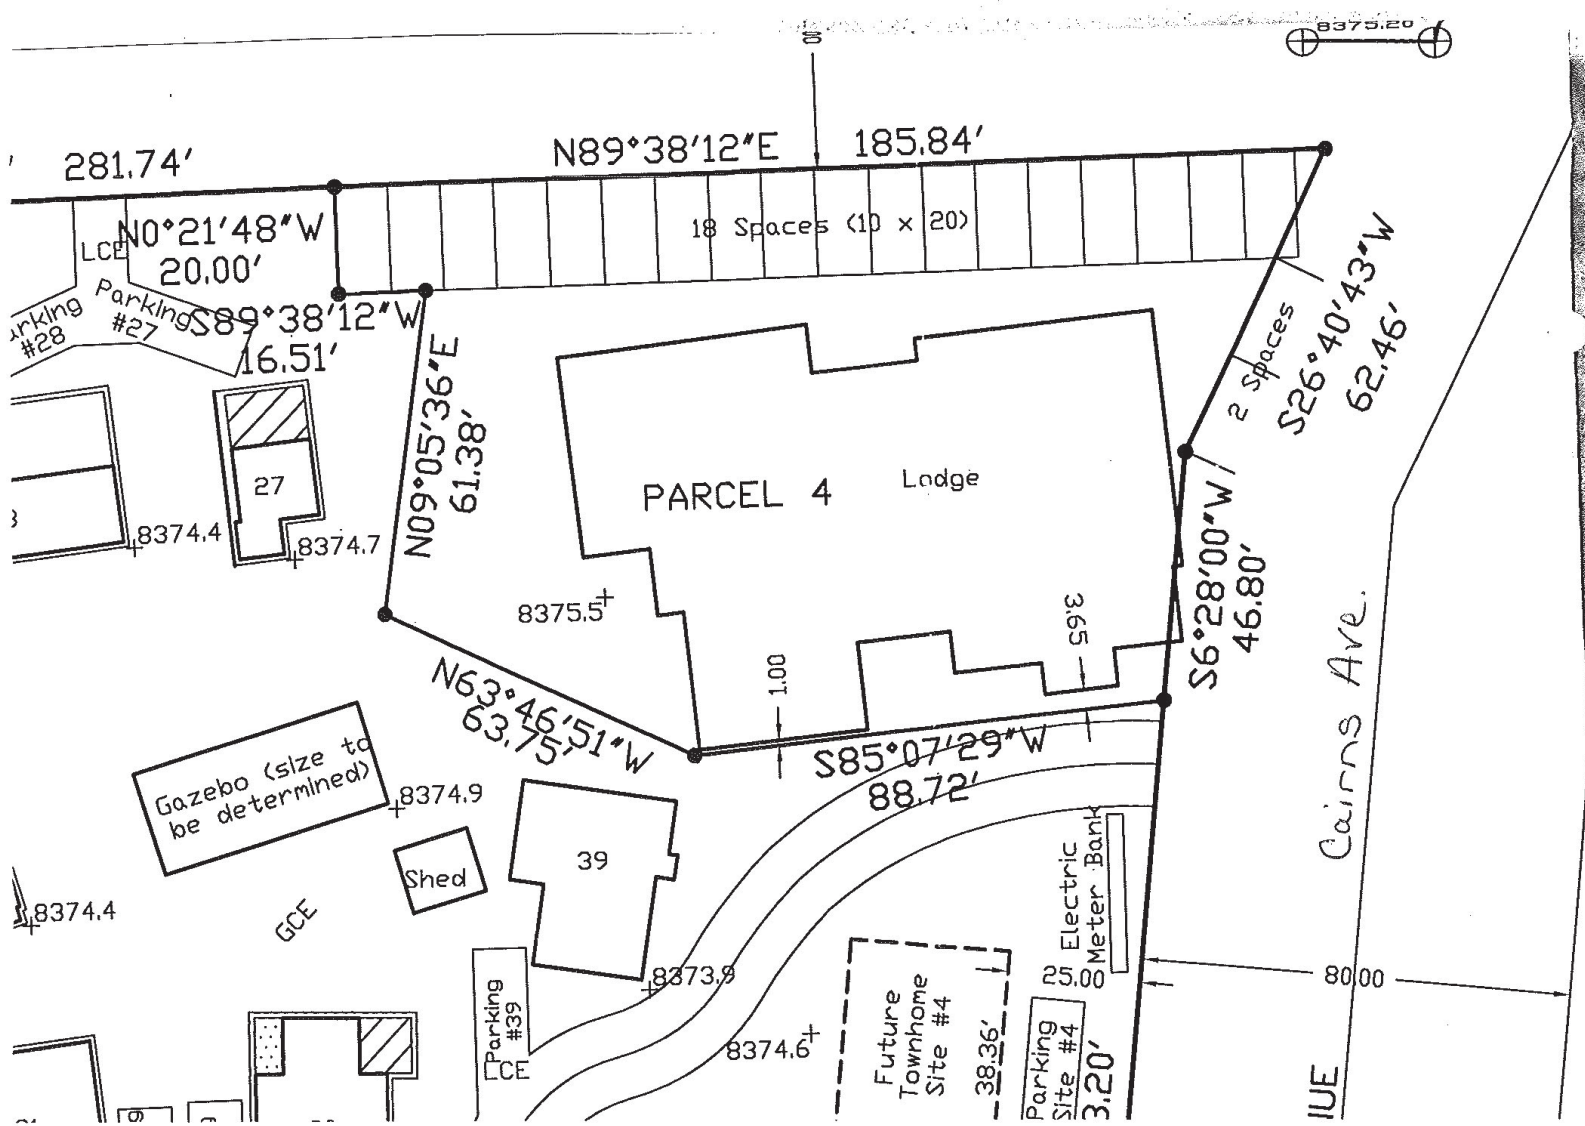 8375.20
N89°38'12"E 185.84'
' 281.74'
N0°21'48"W
20.00'
LCE
18 Spaces (10 x 20)
Parking
#27
#28
S89°38'12"W
16.51'
S26°40'43"W
62.46'
2 Spaces
N09°05'36"E
61.38'
27
PARCEL 4
Lodge
8374.4
8374.7
8375.5
3.65
S6°28'00"W
46.80'
1.00
N63°46'51"W
63.75'
S85°07'29"W
88.72'
Cairns Ave.
Gazebo (size to
be determined)
8374.9
Shed
39
Electric
Meter Bank
8374.4
GCE
8373.9
25.00
80.00
Parking
#39
LCE
8374.6
Future
Townhome
Site #4
38.36'
Parking
Site #4
3.20'